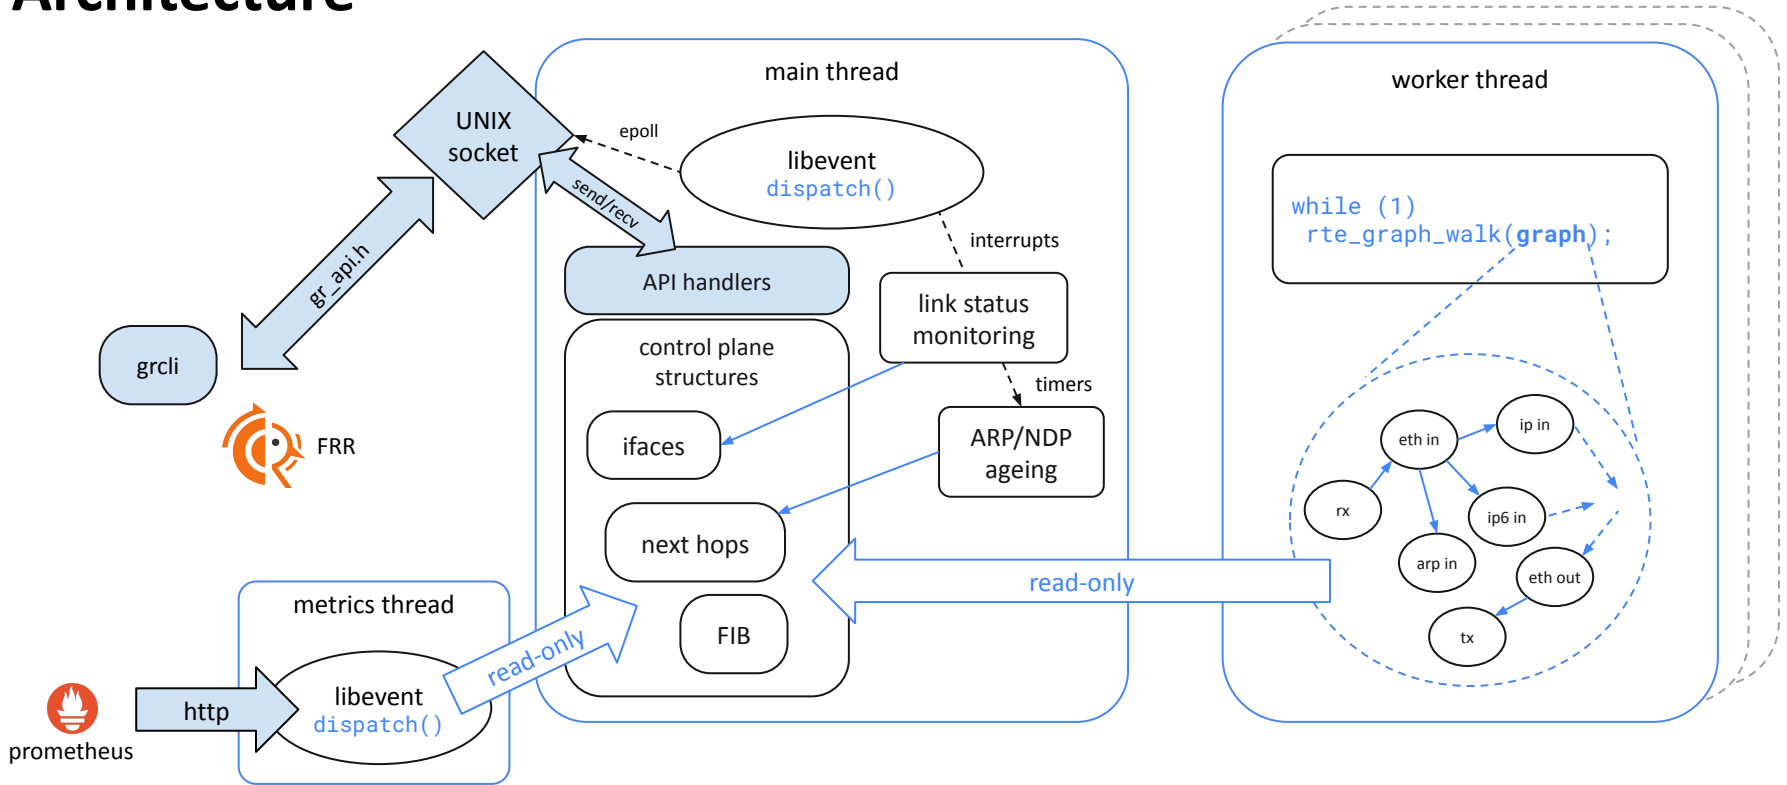 Architecture
main thread
worker thread
UNIX
socket
epoll
libevent
dispatch()
send/recv
interrupts
while (1)
rte_graph_walk(graph);
gr_api.h
API handlers
link status
monitoring
control plane
structures
timers
grcli
FRR
ifaces
ARP/NDP
ageing
eth in
ip in
rx
ip6 in
next hops
arp in
eth out
read-only
metrics thread
FIB
tx
read-only
http
libevent
dispatch()
prometheus